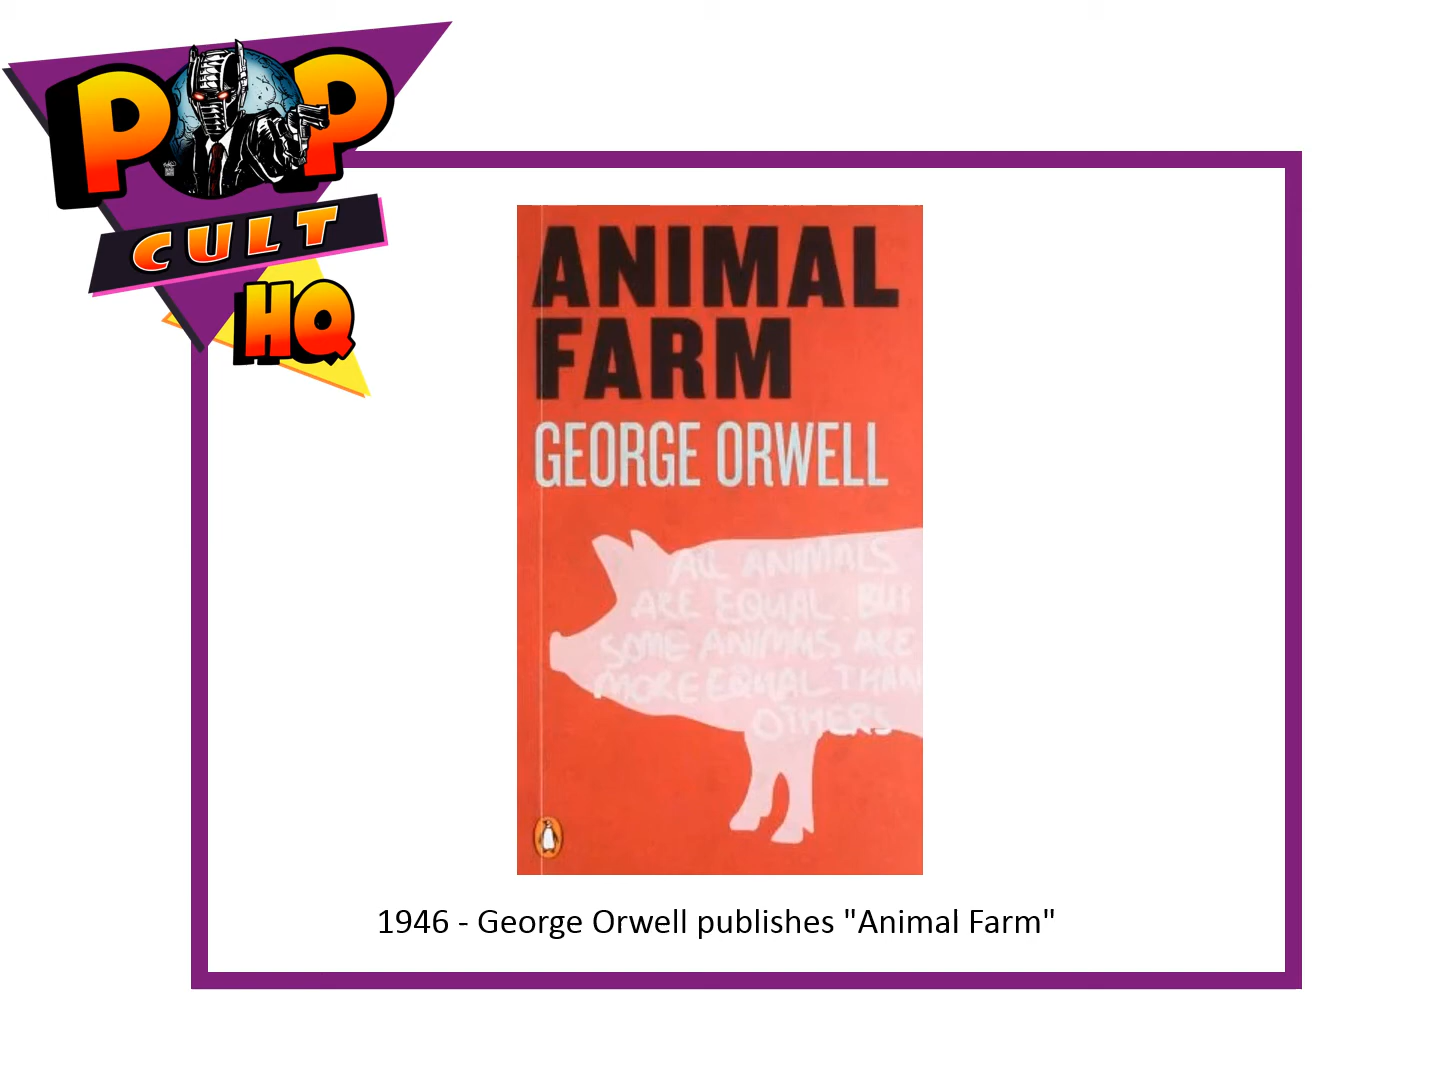 POP
CULT
HQ
ANIMAL
FARM
GEORGE ORWELL
ALL ANIMALS
ARE EQUAL. BUT
SOME ANIMALS ARE
MORE EQUAL THAN
OTHERS
1946 - George Orwell publishes "Animal Farm"